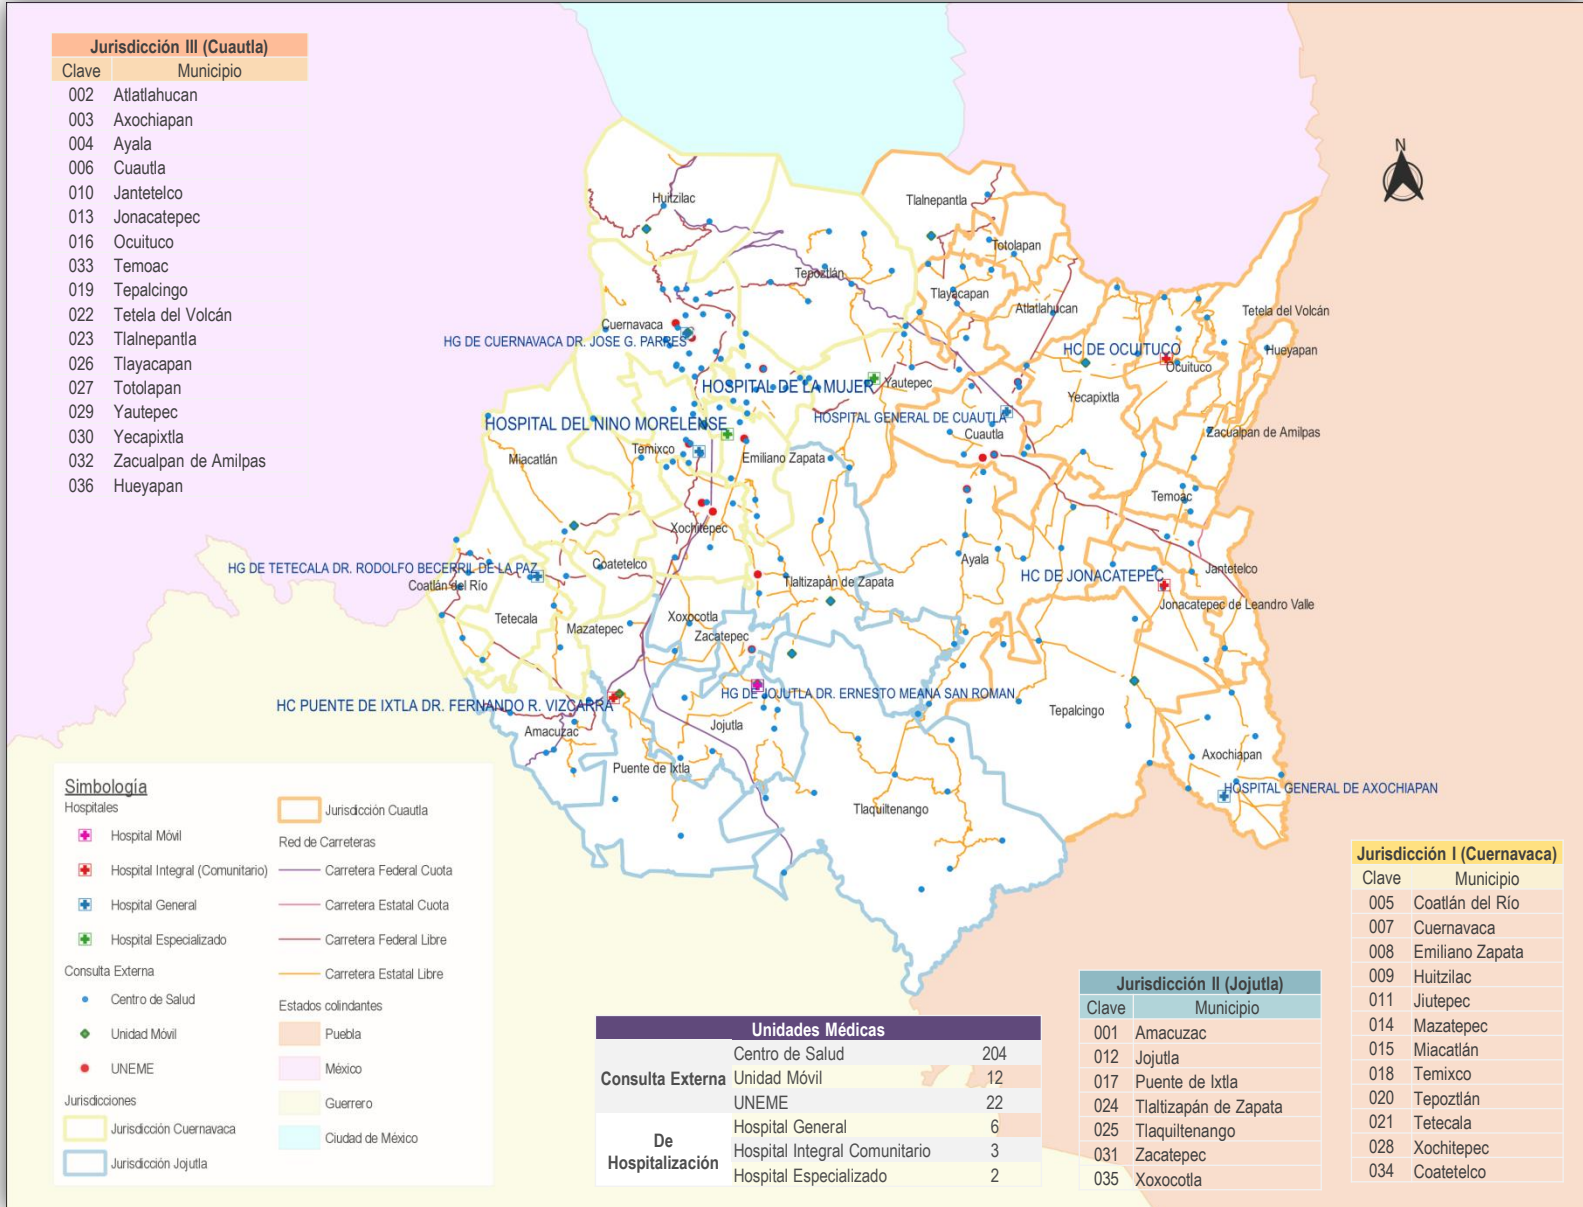 Jurisdicción III (Cuautla)
Clave Municipio
002 Atlatlahucan
003 Axochiapan
004 Ayala
006 Cuautla
010 Jantetelco
013 Jonacatepec
016 Ocuituco
033 Temoac
019 Tepalcingo
022 Tetela del Volcán
023 Tlalnepantla
026 Tlayacapan
027 Totolapan
029 Yautepec
030 Yecapixtla
032 Zacualpan de Amilpas
036 Hueyapan
N
Huitzilac
Tlalnepantla
Totolapan
Tepoztlán
Tlayacapan
Atlatlahucan
Tetela del Volcán
Cuernavaca
HG DE CUERNAVACA DR. JOSE G. PARRES
HC DE OCUITUCO
Hueyapan
Ocuituco
HOSPITAL DE LA MUJER
Yautepec
Yecapixtla
HOSPITAL GENERAL DE CUAUTLA
HOSPITAL DEL NINO MORELENSE
Cuautla
Zacualpan de Amilpas
Temixco
Miacatlán
Emiliano Zapata
Temoac
Xochitepec
Ayala
Coatetelco
HG DE TETECALA DR. RODOLFO BECERRIL DE LA PAZ
HC DE JONACATEPEC
Jantetelco
Coatlán del Río
Tlaltizapán de Zapata
Jonacatepec de Leandro Valle
Tetecala
Xoxocotla
Mazatepec
Zacatepec
HG DE JOJUTLA DR. ERNESTO MEANA SAN ROMAN
HC PUENTE DE IXTLA DR. FERNANDO R. VIZCARRA
Tepalcingo
Jojutla
Amacuzac
Axochiapan
Puente de Ixtla
HOSPITAL GENERAL DE AXOCHIAPAN
Tlaquiltenango
Simbología
Hospitales
Hospital Móvil
Hospital Integral (Comunitario)
Hospital General
Hospital Especializado
Consulta Externa
Centro de Salud
Unidad Móvil
UNEME
Jurisdicciones
Jurisdicción Cuernavaca
Jurisdicción Jojutla
Jurisdicción Cuautla
Red de Carreteras
Carretera Federal Cuota
Carretera Estatal Cuota
Carretera Federal Libre
Carretera Estatal Libre
Estados colindantes
Puebla
México
Guerrero
Ciudad de México
Unidades Médicas
Consulta Externa
Centro de Salud 204
Unidad Móvil 12
UNEME 22
De Hospitalización
Hospital General 6
Hospital Integral Comunitario 3
Hospital Especializado 2
Jurisdicción II (Jojutla)
Clave Municipio
001 Amacuzac
012 Jojutla
017 Puente de Ixtla
024 Tlaltizapán de Zapata
025 Tlaquiltenango
031 Zacatepec
035 Xoxocotla
Jurisdicción I (Cuernavaca)
Clave Municipio
005 Coatlán del Río
007 Cuernavaca
008 Emiliano Zapata
009 Huitzilac
011 Jiutepec
014 Mazatepec
015 Miacatlán
018 Temixco
020 Tepoztlán
021 Tetecala
028 Xochitepec
034 Coatetelco